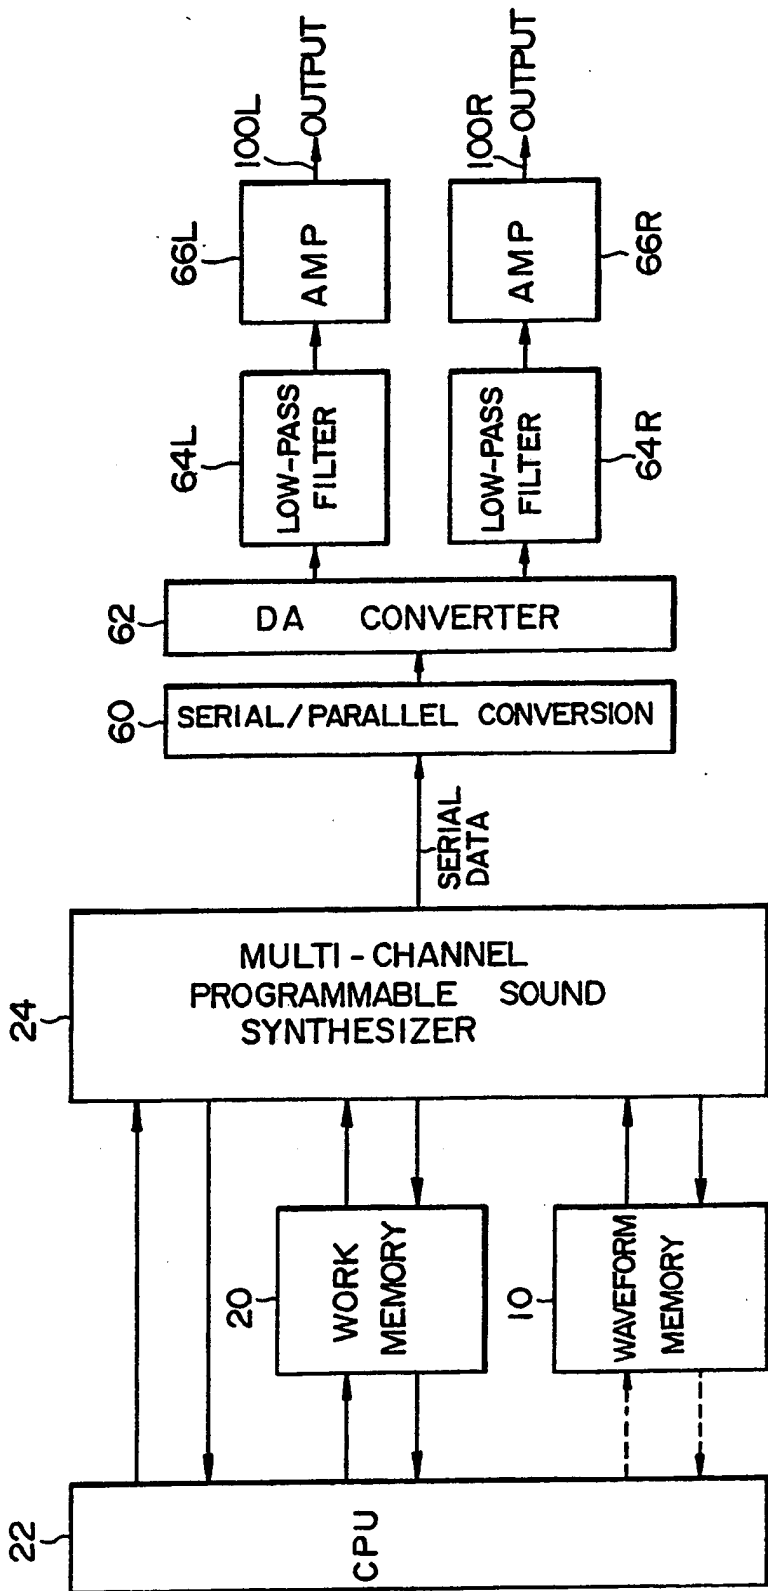 22
CPU
20
WORK
MEMORY
10
WAVEFORM
MEMORY
24
MULTI-CHANNEL
PROGRAMMABLE SOUND
SYNTHESIZER
SERIAL
DATA
60
SERIAL/PARALLEL CONVERSION
62
DA CONVERTER
64L
LOW-PASS
FILTER
66L
AMP
100L
OUTPUT
LOW-PASS
FILTER
64R
AMP
66R
100R
OUTPUT